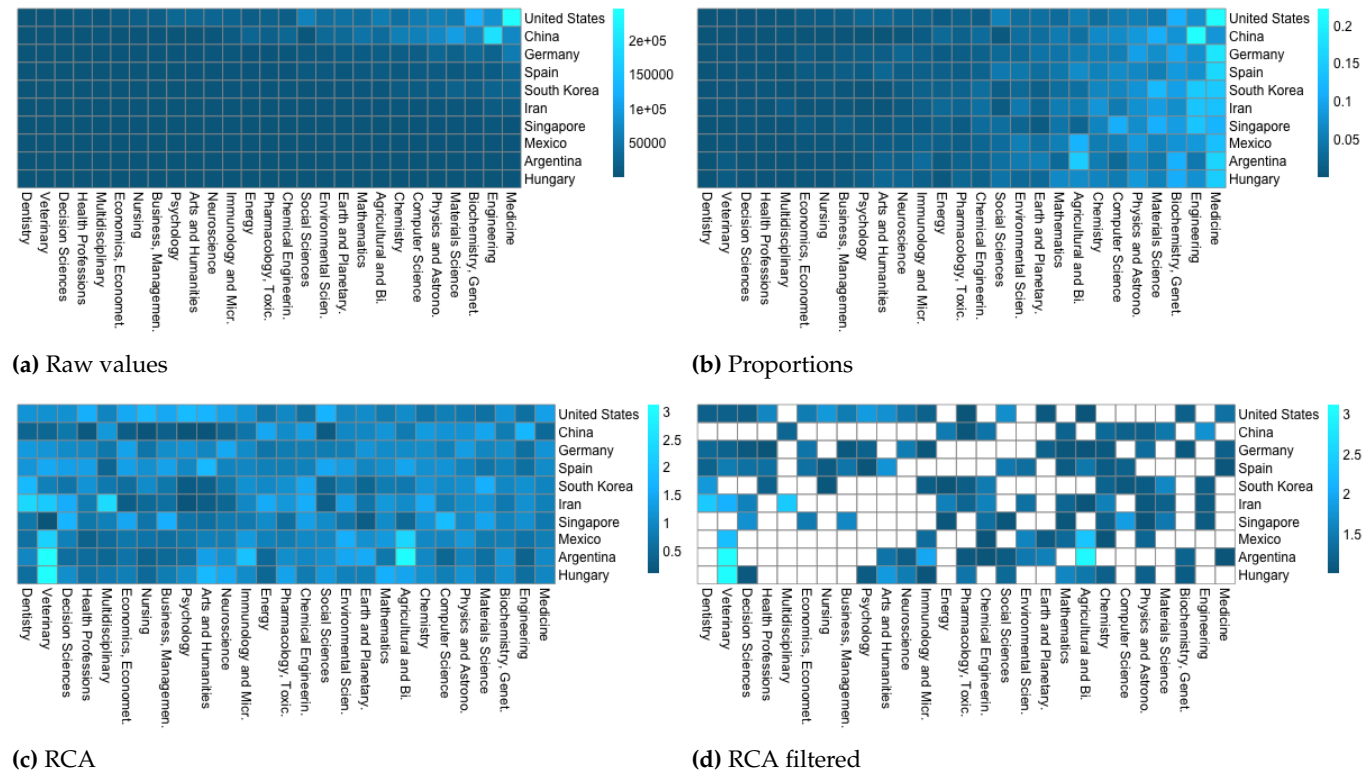 United States
China
Germany
Spain
South Korea
Iran
Singapore
Mexico
Argentina
Hungary
2e+05
150000
1e+05
50000
Dentistry
Veterinary
Decision Sciences
Health Professions
Multidisciplinary
Economics, Economet.
Nursing
Business, Managemen.
Psychology
Arts and Humanities
Neuroscience
Immunology and Micr.
Energy
Pharmacology, Toxic.
Chemical Engineerin.
Social Sciences
Environmental Scien.
Earth and Planetary.
Mathematics
Agricultural and Bi.
Chemistry
Computer Science
Physics and Astrono.
Materials Science
Biochemistry, Genet.
Engineering
Medicine
(a) Raw values
United States
China
Germany
Spain
South Korea
Iran
Singapore
Mexico
Argentina
Hungary
0.2
0.15
0.1
0.05
Dentistry
Veterinary
Decision Sciences
Health Professions
Multidisciplinary
Economics, Economet.
Nursing
Business, Managemen.
Psychology
Arts and Humanities
Neuroscience
Immunology and Micr.
Energy
Pharmacology, Toxic.
Chemical Engineerin.
Social Sciences
Environmental Scien.
Earth and Planetary.
Mathematics
Agricultural and Bi.
Chemistry
Computer Science
Physics and Astrono.
Materials Science
Biochemistry, Genet.
Engineering
Medicine
(b) Proportions
United States
China
Germany
Spain
South Korea
Iran
Singapore
Mexico
Argentina
Hungary
3
2.5
2
1.5
1
0.5
Dentistry
Veterinary
Decision Sciences
Health Professions
Multidisciplinary
Economics, Economet.
Nursing
Business, Managemen.
Psychology
Arts and Humanities
Neuroscience
Immunology and Micr.
Energy
Pharmacology, Toxic.
Chemical Engineerin.
Social Sciences
Environmental Scien.
Earth and Planetary.
Mathematics
Agricultural and Bi.
Chemistry
Computer Science
Physics and Astrono.
Materials Science
Biochemistry, Genet.
Engineering
Medicine
(c) RCA
United States
China
Germany
Spain
South Korea
Iran
Singapore
Mexico
Argentina
Hungary
3
2.5
2
1.5
Dentistry
Veterinary
Decision Sciences
Health Professions
Multidisciplinary
Economics, Economet.
Nursing
Business, Managemen.
Psychology
Arts and Humanities
Neuroscience
Immunology and Micr.
Energy
Pharmacology, Toxic.
Chemical Engineerin.
Social Sciences
Environmental Scien.
Earth and Planetary.
Mathematics
Agricultural and Bi.
Chemistry
Computer Science
Physics and Astrono.
Materials Science
Biochemistry, Genet.
Engineering
Medicine
(d) RCA filtered